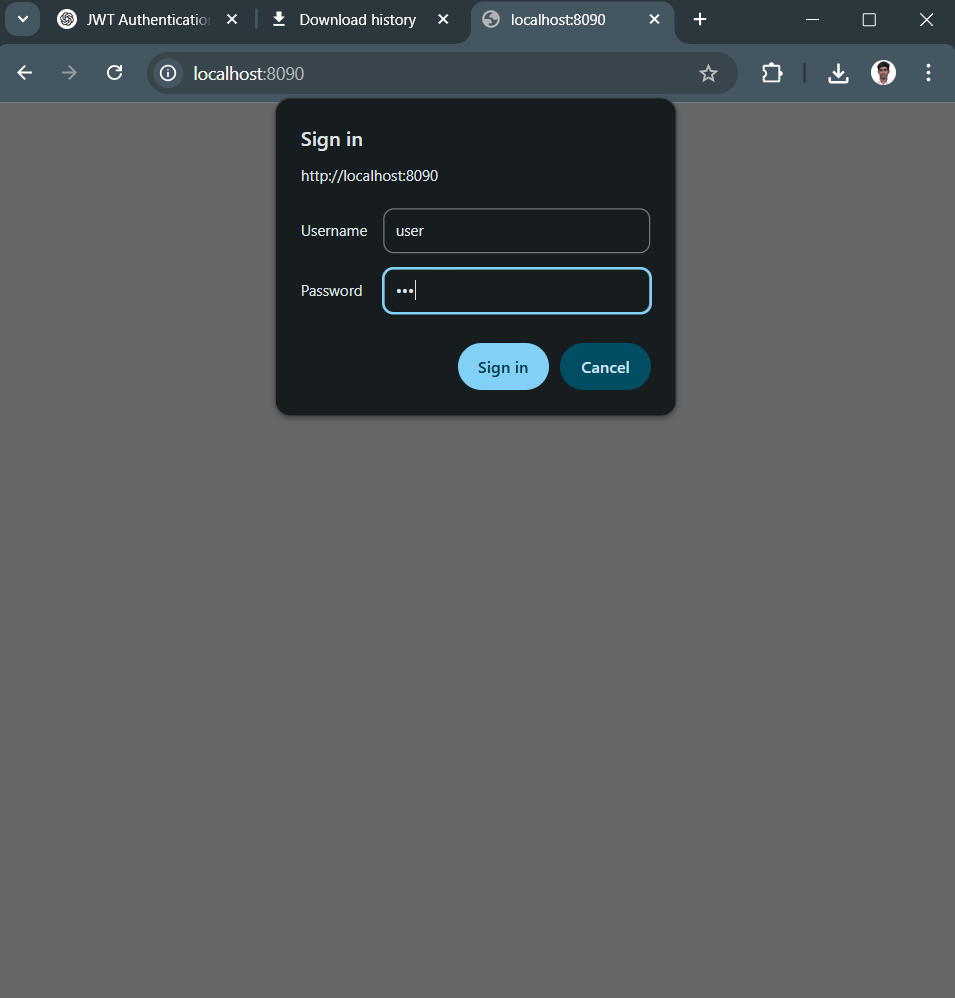 JWT Authenticatio
Download history
localhost:8090
localhost:8090
Sign in
http://localhost:8090
Username
user
Password
•••
Sign in
Cancel